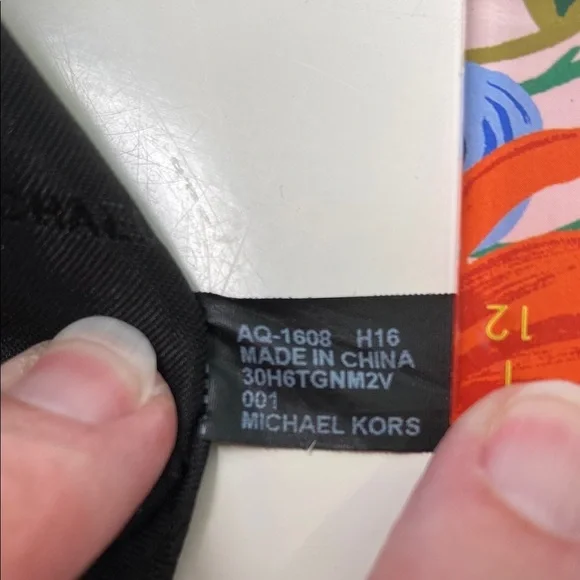 AQ-1608 H16
MADE IN CHINA
30H6TGNM2V
001
MICHAEL KORS
12